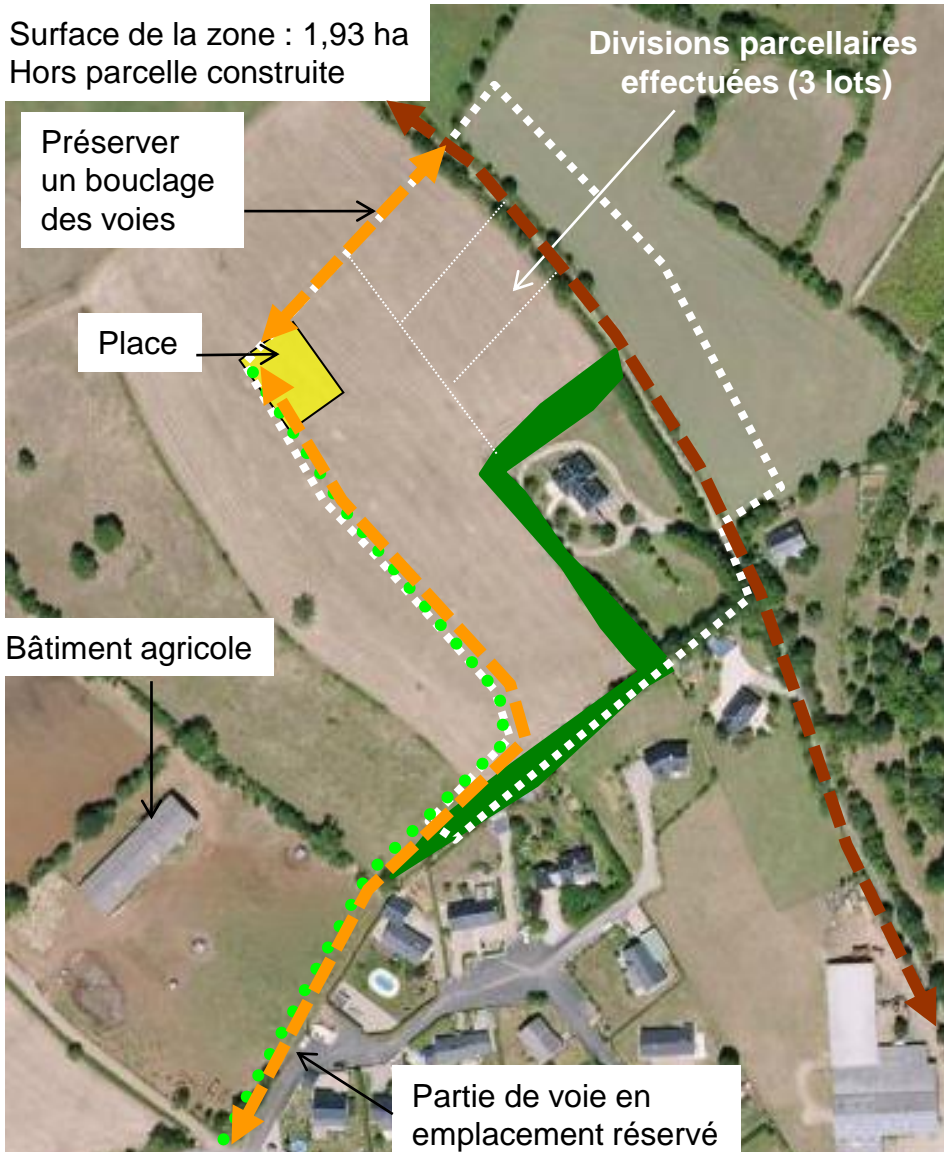 Surface de la zone : 1,93 ha
Hors parcelle construite
Divisions parcellaires
effectuées (3 lots)
Préserver
un bouclage
des voies
Place
Bâtiment agricole
Partie de voie en
emplacement réservé